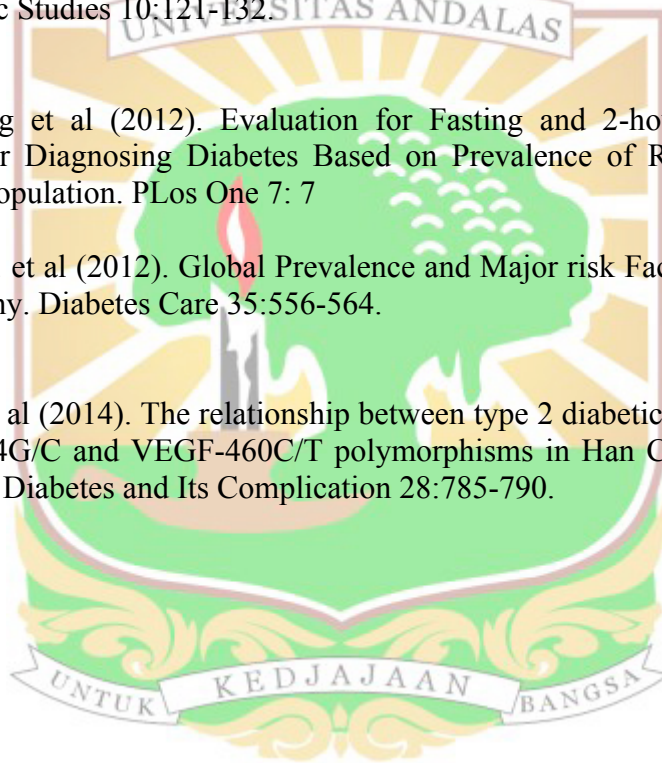 ic Studies 10:121-132.
UNIVERSITAS ANDALAS
g et al (2012). Evaluation for Fasting and 2-ho
r Diagnosing Diabetes Based on Prevalence of R
opulation. PLos One 7: 7
et al (2012). Global Prevalence and Major risk Fac
ny. Diabetes Care 35:556-564.
al (2014). The relationship between type 2 diabetic
4G/C and VEGF-460C/T polymorphisms in Han C
Diabetes and Its Complication 28:785-790.
UNTUK KEDJAJAAN BANGSA